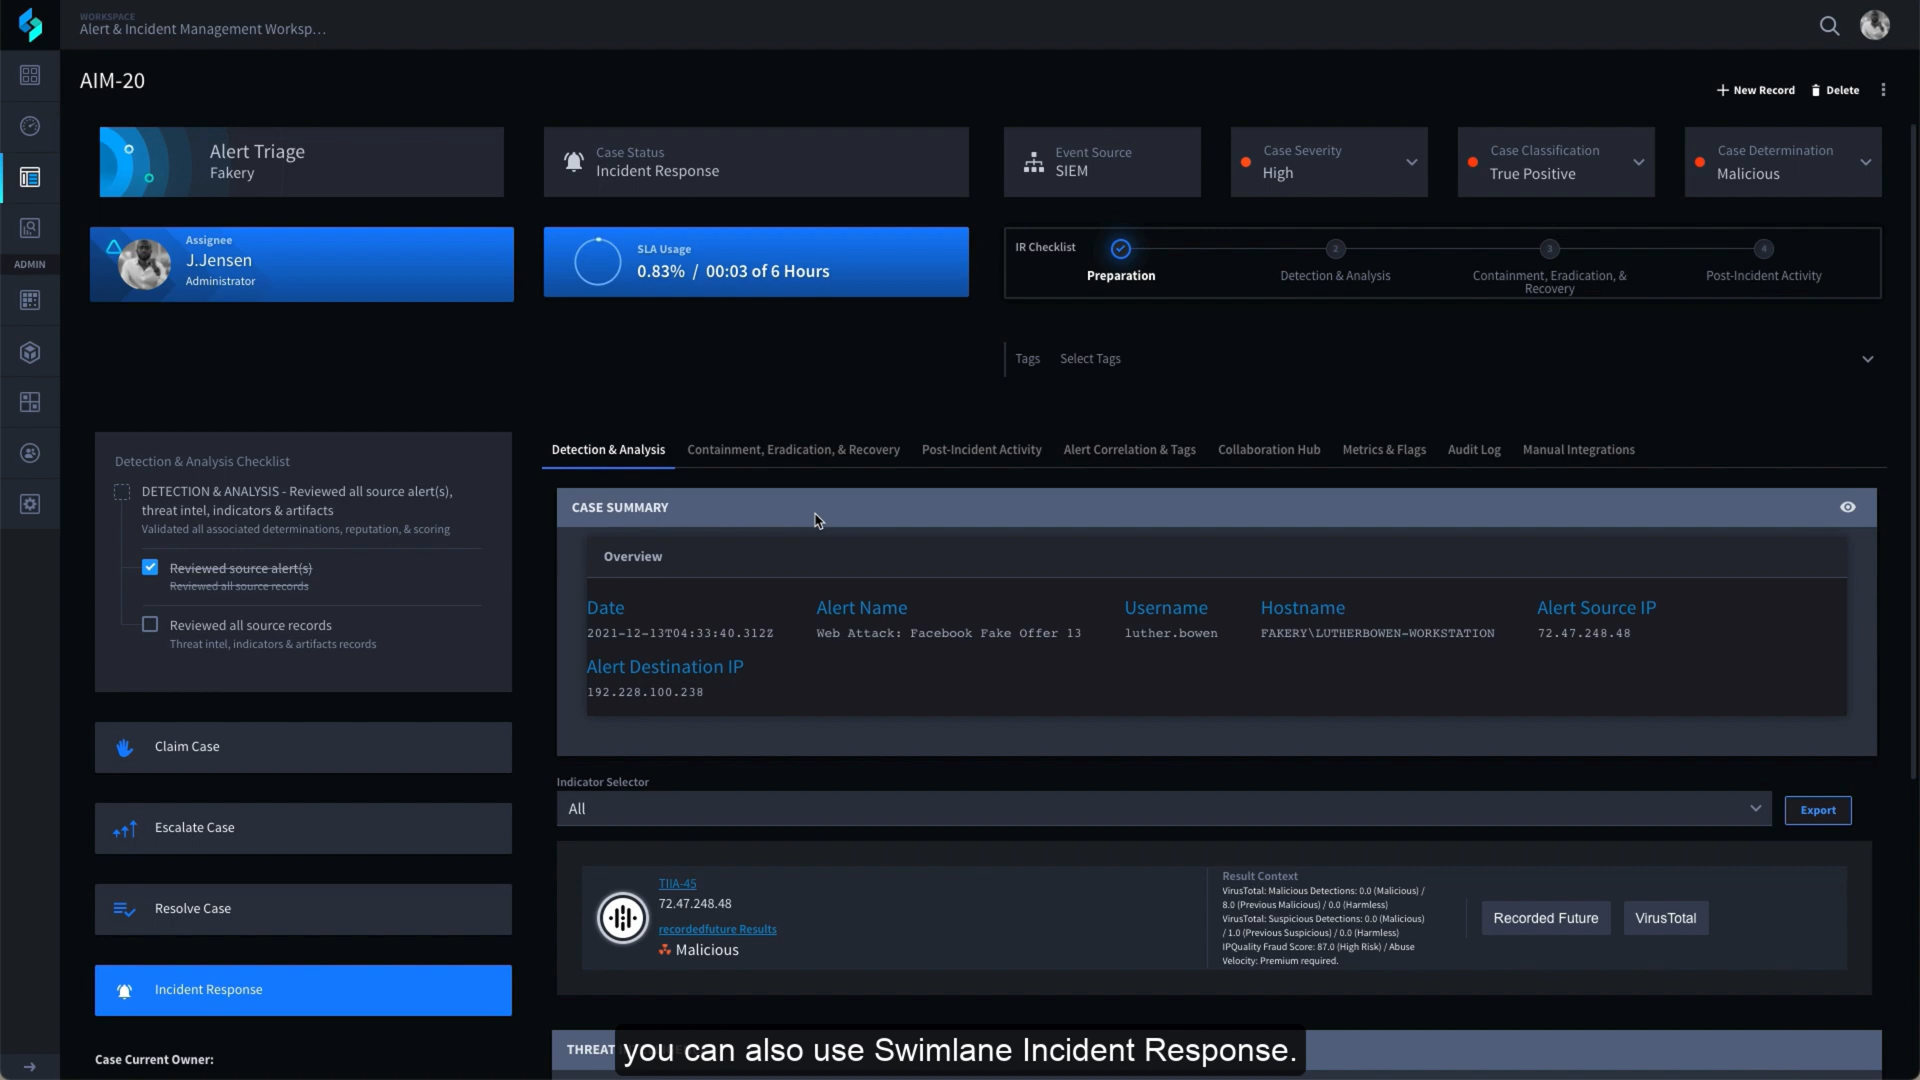 WORKSPACE
Alert & Incident Management Worksp...
AIM-20
New Record
Delete
Alert Triage
Fakery
Case Status
Incident Response
Event Source
SIEM
Case Severity
High
Case Classification
True Positive
Case Determination
Malicious
Assignee
J.Jensen
Administrator
SLA Usage
0.83% / 00:03 of 6 Hours
IR Checklist
Preparation
2
Detection & Analysis
3
Containment, Eradication, &
Recovery
4
Post-Incident Activity
ADMIN
Tags
Select Tags
Detection & Analysis Checklist
DETECTION & ANALYSIS - Reviewed all source alert(s),
threat intel, indicators & artifacts
Validated all associated determinations, reputation, & scoring
Reviewed source alert(s)
Reviewed all source records
Reviewed all source records
Threat intel, indicators & artifacts records
Claim Case
Escalate Case
Resolve Case
Incident Response
Case Current Owner:
Detection & Analysis
Containment, Eradication, & Recovery
Post-Incident Activity
Alert Correlation & Tags
Collaboration Hub
Metrics & Flags
Audit Log
Manual Integrations
CASE SUMMARY
Overview
Date
2021-12-13T04:33:40.312Z
Alert Name
Web Attack: Facebook Fake Offer 13
Username
luther.bowen
Hostname
FAKERY\LUTHERBOWEN-WORKSTATION
Alert Source IP
72.47.248.48
Alert Destination IP
192.228.100.238
Indicator Selector
All
Export
TIIA-45
72.47.248.48
recordedfuture Results
Malicious
Result Context
VirusTotal: Malicious Detections: 0.0 (Malicious) /
8.0 (Previous Malicious) / 0.0 (Harmless)
VirusTotal: Suspicious Detections: 0.0 (Malicious)
/ 1.0 (Previous Suspicious) / 0.0 (Harmless)
IPQuality Fraud Score: 87.0 (High Risk) / Abuse
Velocity: Premium required.
Recorded Future
VirusTotal
THREAT
you can also use Swimlane Incident Response.